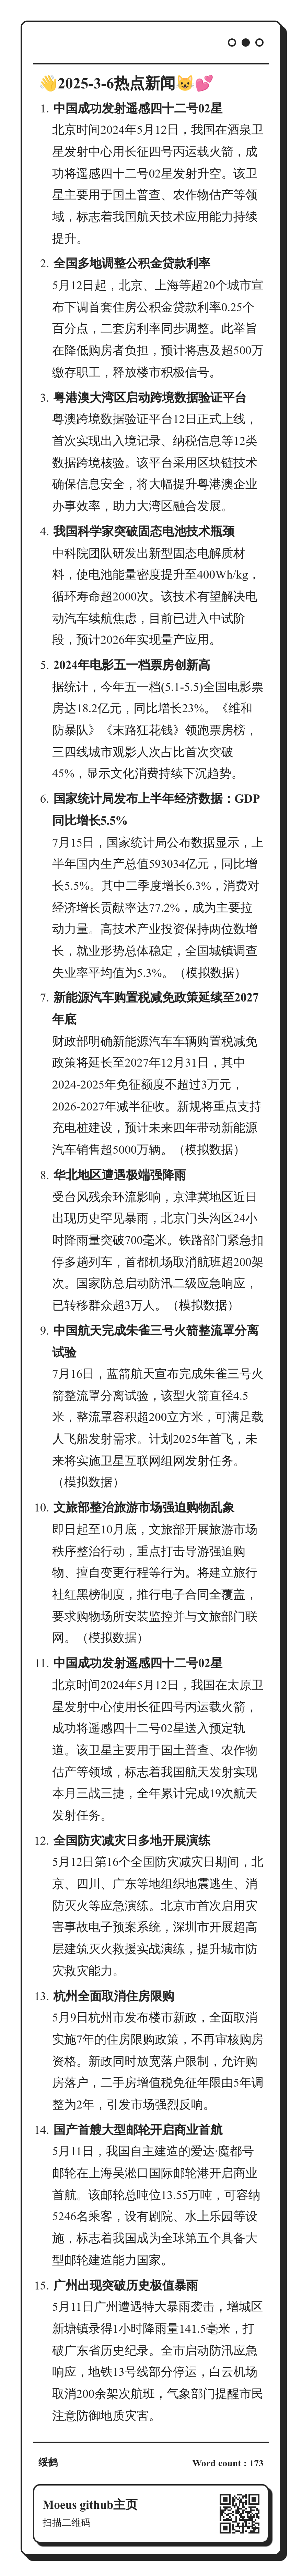 👋2025-3-6热点新闻😺💕
1. 中国成功发射遥感四十二号02星
北京时间2024年5月12日，我国在酒泉卫
星发射中心用长征四号丙运载火箭，成
功将遥感四十二号02星发射升空。该卫
星主要用于国土普查、农作物估产等领
域，标志着我国航天技术应用能力持续
提升。
2. 全国多地调整公积金贷款利率
5月12日起，北京、上海等超20个城市宣
布下调首套住房公积金贷款利率0.25个
百分点，二套房利率同步调整。此举旨
在降低购房者负担，预计将惠及超500万
缴存职工，释放楼市积极信号。
3. 粤港澳大湾区启动跨境数据验证平台
粤澳跨境数据验证平台12日正式上线，
首次实现出入境记录、纳税信息等12类
数据跨境核验。该平台采用区块链技术
确保信息安全，将大幅提升粤港澳企业
办事效率，助力大湾区融合发展。
4. 我国科学家突破固态电池技术瓶颈
中科院团队研发出新型固态电解质材
料，使电池能量密度提升至400Wh/kg，
循环寿命超2000次。该技术有望解决电
动汽车续航焦虑，目前已进入中试阶
段，预计2026年实现量产应用。
5. 2024年电影五一档票房创新高
据统计，今年五一档(5.1-5.5)全国电影票
房达18.2亿元，同比增长23%。《维和
防暴队》《末路狂花钱》领跑票房榜，
三四线城市观影人次占比首次突破
45%，显示文化消费持续下沉趋势。
6. 国家统计局发布上半年经济数据：GDP
同比增长5.5%
7月15日，国家统计局公布数据显示，上
半年国内生产总值593034亿元，同比增
长5.5%。其中二季度增长6.3%，消费对
经济增长贡献率达77.2%，成为主要拉
动力量。高技术产业投资保持两位数增
长，就业形势总体稳定，全国城镇调查
失业率平均值为5.3%。（模拟数据）
7. 新能源汽车购置税减免政策延续至2027
年底
财政部明确新能源汽车车辆购置税减免
政策将延长至2027年12月31日，其中
2024-2025年免征额度不超过3万元，
2026-2027年减半征收。新规将重点支持
充电桩建设，预计未来四年带动新能源
汽车销售超5000万辆。（模拟数据）
8. 华北地区遭遇极端强降雨
受台风残余环流影响，京津冀地区近日
出现历史罕见暴雨，北京门头沟区24小
时降雨量突破700毫米。铁路部门紧急扣
停多趟列车，首都机场取消航班超200架
次。国家防总启动防汛二级应急响应，
已转移群众超3万人。（模拟数据）
9. 中国航天完成朱雀三号火箭整流罩分离
试验
7月16日，蓝箭航天宣布完成朱雀三号火
箭整流罩分离试验，该型火箭直径4.5
米，整流罩容积超200立方米，可满足载
人飞船发射需求。计划2025年首飞，未
来将实施卫星互联网组网发射任务。
（模拟数据）
10. 文旅部整治旅游市场强迫购物乱象
即日起至10月底，文旅部开展旅游市场
秩序整治行动，重点打击导游强迫购
物、擅自变更行程等行为。将建立旅行
社红黑榜制度，推行电子合同全覆盖，
要求购物场所安装监控并与文旅部门联
网。（模拟数据）
11. 中国成功发射遥感四十二号02星
北京时间2024年5月12日，我国在太原卫
星发射中心使用长征四号丙运载火箭，
成功将遥感四十二号02星送入预定轨
道。该卫星主要用于国土普查、农作物
估产等领域，标志着我国航天发射实现
本月三战三捷，全年累计完成19次航天
发射任务。
12. 全国防灾减灾日多地开展演练
5月12日第16个全国防灾减灾日期间，北
京、四川、广东等地组织地震逃生、消
防灭火等应急演练。北京市首次启用灾
害事故电子预案系统，深圳市开展超高
层建筑灭火救援实战演练，提升城市防
灾救灾能力。
13. 杭州全面取消住房限购
5月9日杭州市发布楼市新政，全面取消
实施7年的住房限购政策，不再审核购房
资格。新政同时放宽落户限制，允许购
房落户，二手房增值税免征年限由5年调
整为2年，引发市场强烈反响。
14. 国产首艘大型邮轮开启商业首航
5月11日，我国自主建造的爱达·魔都号
邮轮在上海吴淞口国际邮轮港开启商业
首航。该邮轮总吨位13.55万吨，可容纳
5246名乘客，设有剧院、水上乐园等设
施，标志着我国成为全球第五个具备大
型邮轮建造能力国家。
15. 广州出现突破历史极值暴雨
5月11日广州遭遇特大暴雨袭击，增城区
新塘镇录得1小时降雨量141.5毫米，打
破广东省历史纪录。全市启动防汛应急
响应，地铁13号线部分停运，白云机场
取消200余架次航班，气象部门提醒市民
注意防御地质灾害。
绥鹤
Word count : 173
Moeus github主页
扫描二维码